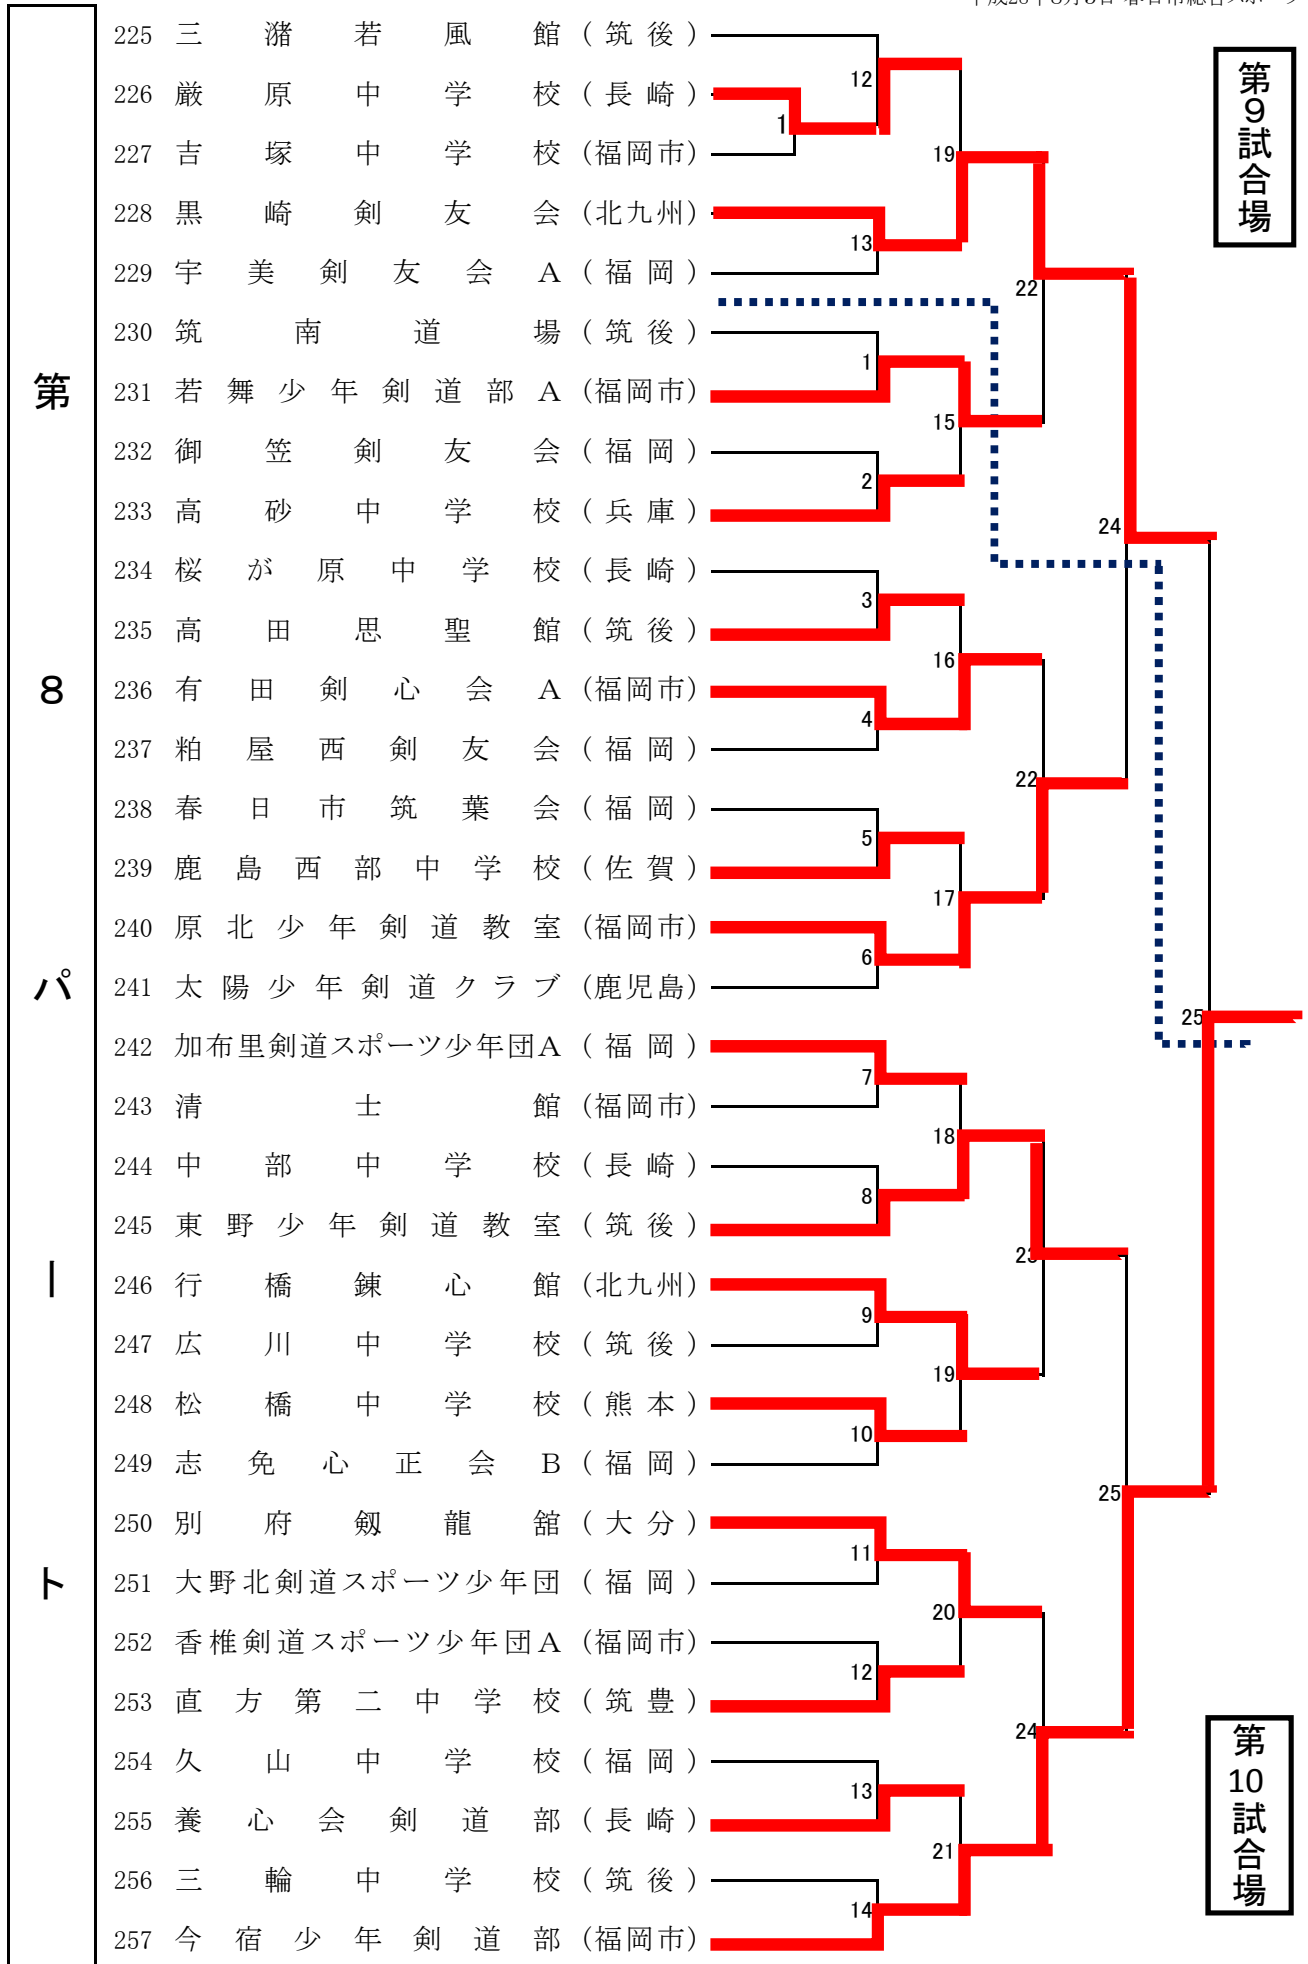 225 三潴若風館 (筑後)
226 厳原中学校 (長崎)
227 吉塚中学校 (福岡市)
228 黒崎剣友会 (北九州)
229 宇美剣友会A (福岡)
230 筑南道場 (筑後)
231 若舞少年剣道部A (福岡市)
232 御笠剣友会 (福岡)
233 高砂中学校 (兵庫)
234 桜が原中学校 (長崎)
235 高田思聖館 (筑後)
236 有田剣心会A (福岡市)
237 粕屋西剣友会 (福岡)
238 春日市筑葉会 (福岡)
239 鹿島西部中学校 (佐賀)
240 原北少年剣道教室 (福岡市)
241 太陽少年剣道クラブ (鹿児島)
242 加布里剣道スポーツ少年団A (福岡)
243 清士館 (福岡市)
244 中部中学校 (長崎)
245 東野少年剣道教室 (筑後)
246 行橋錬心館 (北九州)
247 広川中学校 (筑後)
248 松橋中学校 (熊本)
249 志免心正会B (福岡)
250 別府剱龍舘 (大分)
251 大野北剣道スポーツ少年団 (福岡)
252 香椎剣道スポーツ少年団A (福岡市)
253 直方第二中学校 (筑豊)
254 久山中学校 (福岡)
255 養心会剣道部 (長崎)
256 三輪中学校 (筑後)
257 今宿少年剣道部 (福岡市)
第8パート
1
12
13
1
2
3
4
5
6
7
8
9
10
11
12
13
14
19
15
16
17
18
19
20
21
22
22
23
24
24
25
25
第9試合場
第10試合場